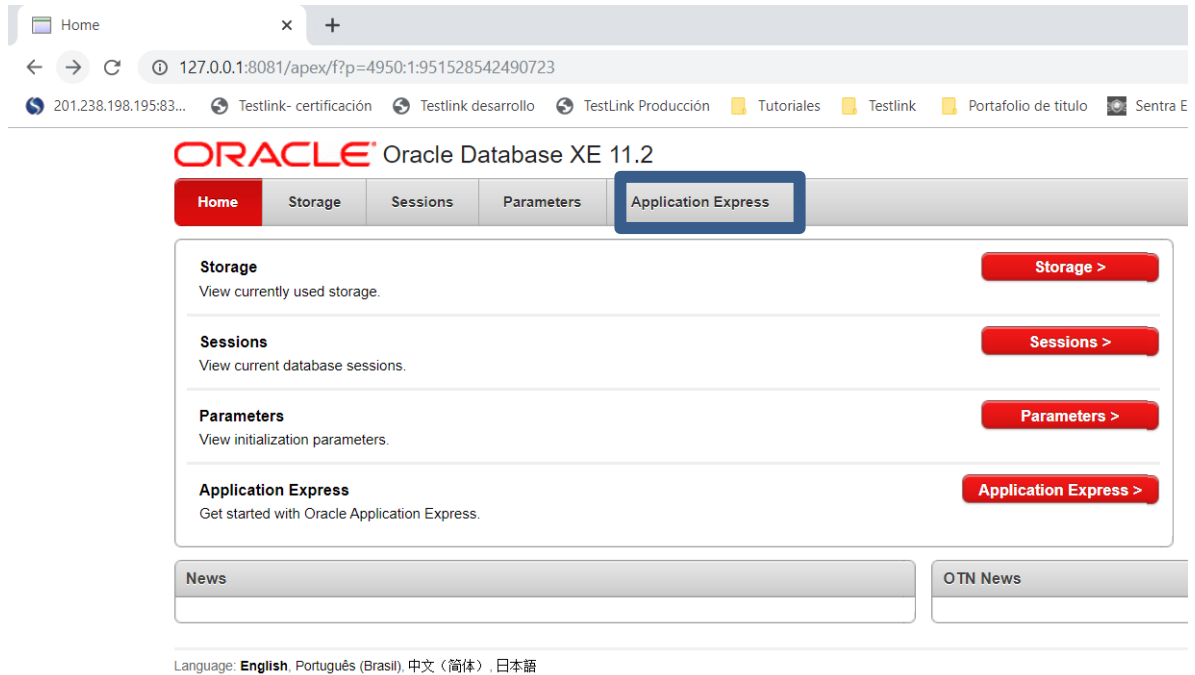 Home
127.0.0.1:8081/apex/f?p=4950:1:951528542490723
201.238.198.195:83... Testlink- certificación Testlink desarrollo TestLink Producción Tutoriales Testlink Portafolio de titulo Sentra E
ORACLE Oracle Database XE 11.2
Home Storage Sessions Parameters Application Express
Storage Storage >
View currently used storage.
Sessions Sessions >
View current database sessions.
Parameters Parameters >
View initialization parameters.
Application Express Application Express >
Get started with Oracle Application Express.
News OTN News
Language: English, Português (Brasil), 中文（简体）, 日本語